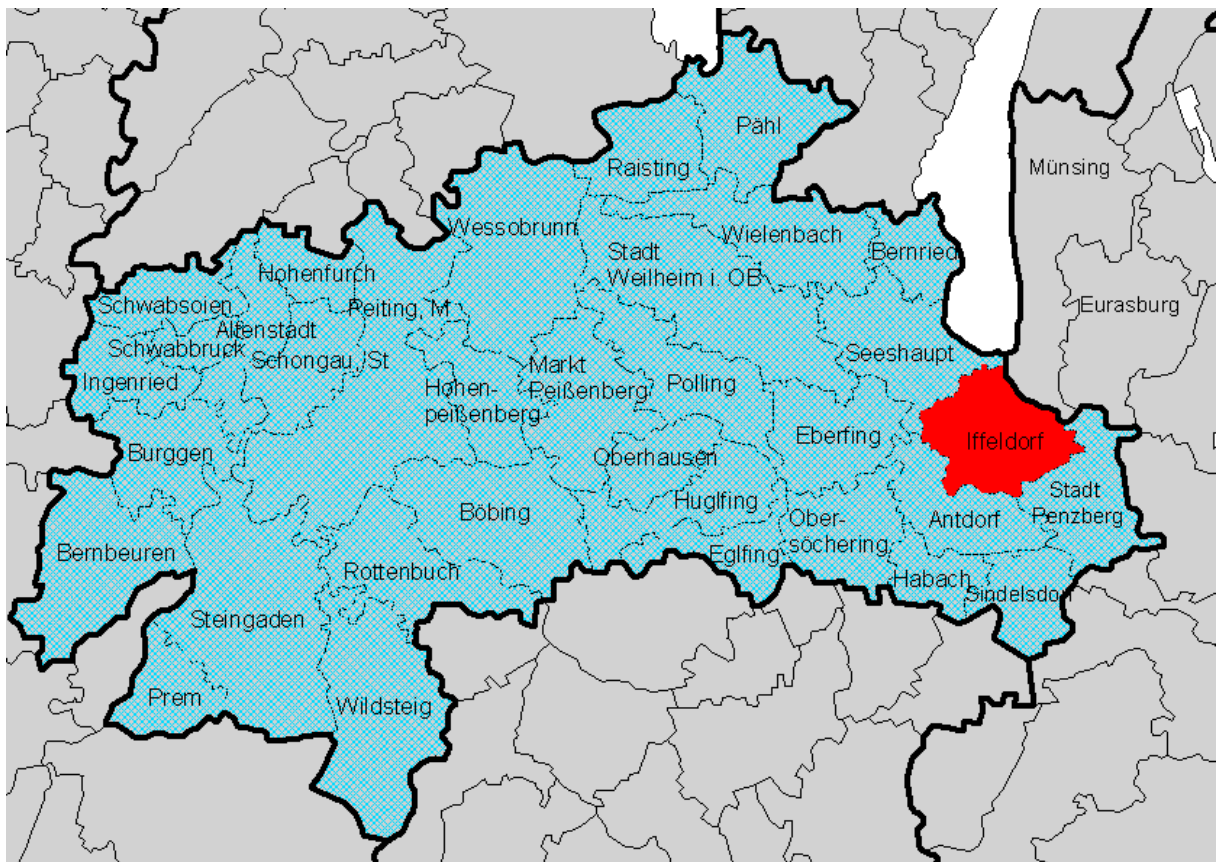 Pähl
Raisting
Münsing
Wessobrunn
Wielenbach
Stadt
Weilheim i. OB
Bernried
Hohenfurch
Schwabsoien
Peiting, M
Eurasburg
Altenstadt
Schwabbruck
Schongau, St
Seeshaupt
Markt
Peißenberg
Ingenried
Hohen-
peißenberg
Polling
Eberfing
Iffeldorf
Burggen
Oberhausen
Huglfing
Stadt
Penzberg
Böbing
Ober-
söchering
Antdorf
Bernbeuren
Eglfing
Rottenbuch
Habach
Sindelsdorf
Steingaden
Prem
Wildsteig